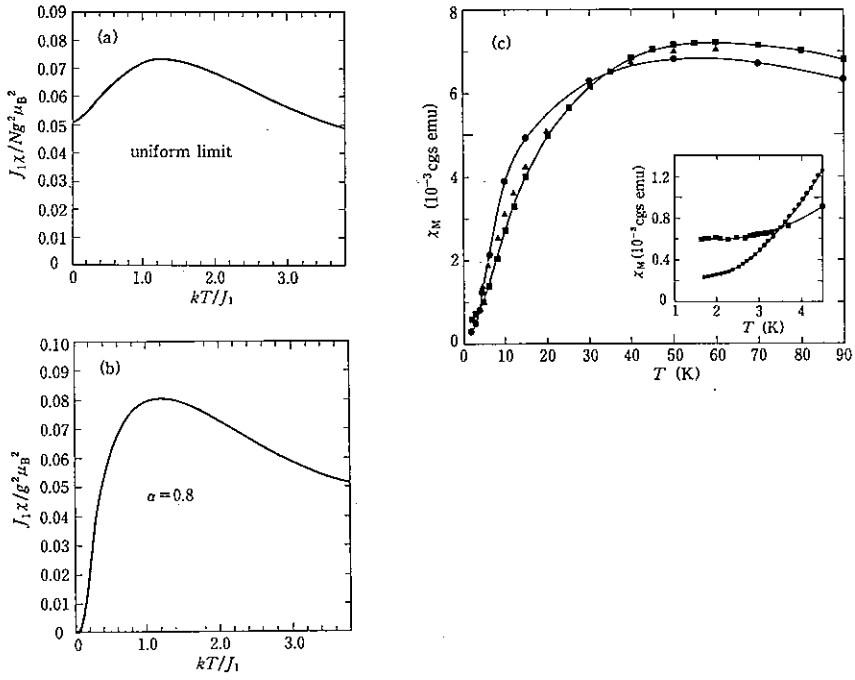 (a)
0.09
0.08
0.07
0.06
0.05
0.04
0.03
0.02
0.01
0
J₁χ/Ng²μ_B²
uniform limit
0 1.0 2.0 3.0
kT/J₁
(b)
0.10
0.09
0.08
0.07
0.06
0.05
0.04
0.03
0.02
0.01
0
J₁χ/g²μ_B²
α=0.8
0 1.0 2.0 3.0
kT/J₁
(c)
8
6
4
2
0
χ_M (10⁻³cgs emu)
0 10 20 30 40 50 60 70 80 90
T (K)
1.2
0.8
0.4
0
χ_M(10⁻³cgs emu)
1 2 3 4
T (K)